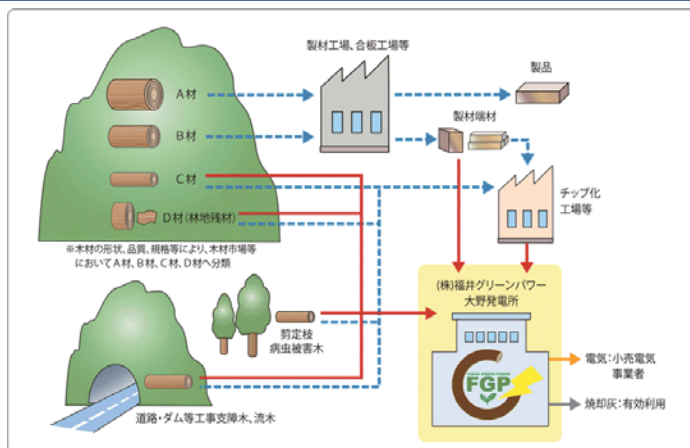 製材工場、合板工場等
製品
A材
B材
製材端材
C材
D材(林地残材)
チップ化
工場等
※木材の形状、品質、規格等により、木材市場等
においてA材、B材、C材、D材へ分類
(株)福井グリーンパワー
大野発電所
剪定枝
病虫被害木
FGP
電気:小売電気
事業者
焼却灰:有効利用
道路・ダム等工事支障木、流木